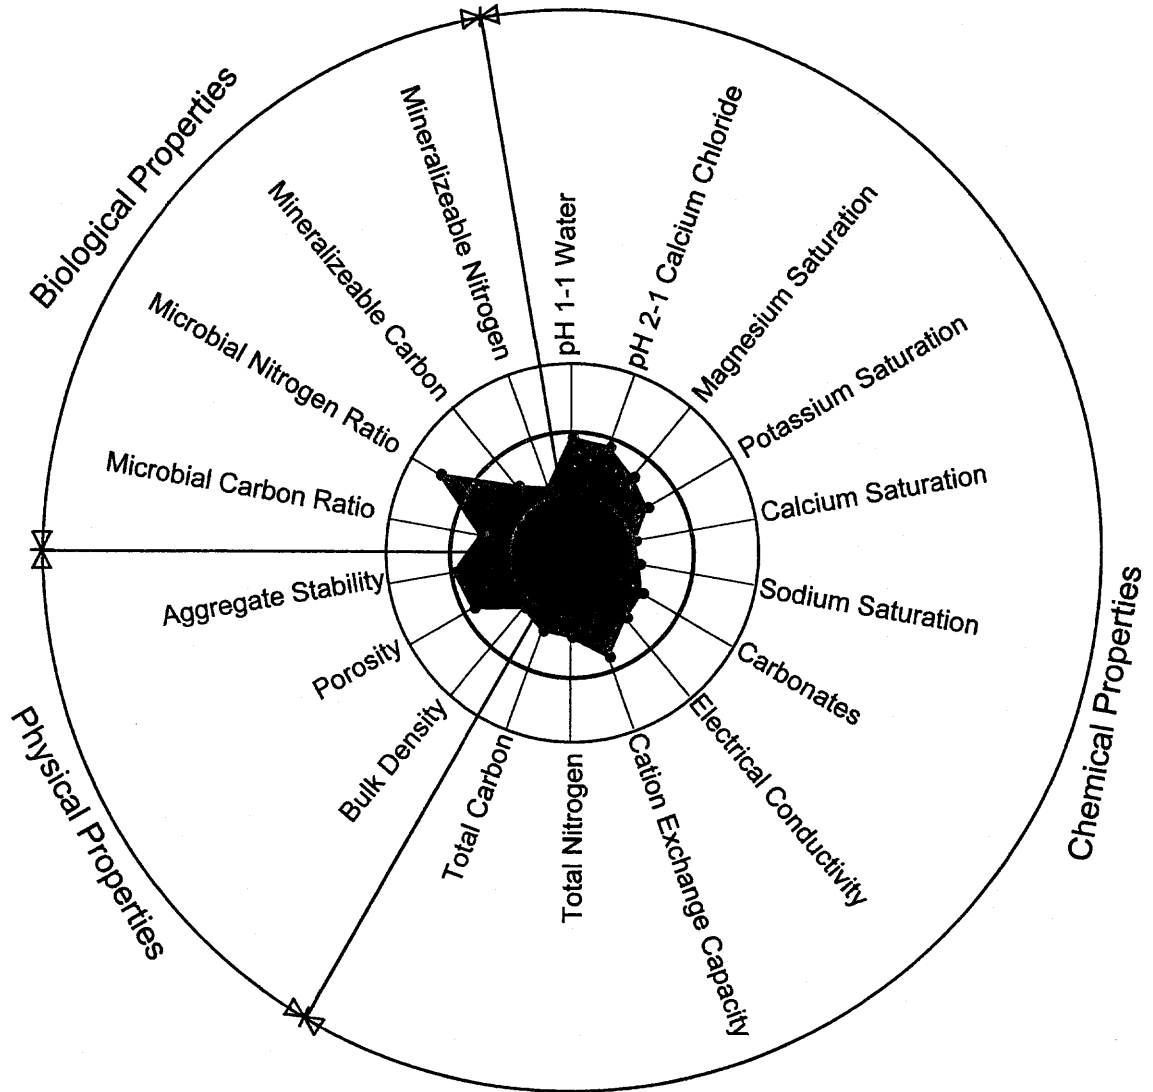 Biological Properties
Mineralizeable Nitrogen
Mineralizeable Carbon
Microbial Nitrogen Ratio
Microbial Carbon Ratio
pH 1-1 Water
pH 2-1 Calcium Chloride
Magnesium Saturation
Potassium Saturation
Calcium Saturation
Sodium Saturation
Carbonates
Electrical Conductivity
Cation Exchange Capacity
Total Nitrogen
Total Carbon
Chemical Properties
Aggregate Stability
Porosity
Bulk Density
Physical Properties